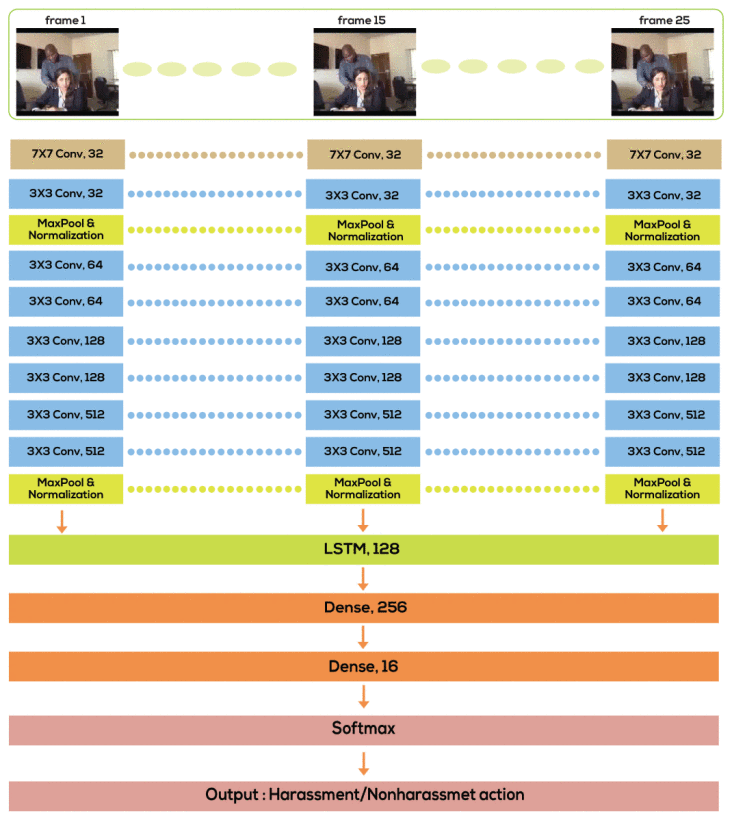 frame 1 frame 15 frame 25
7X7 Conv, 32 7X7 Conv, 32 7X7 Conv, 32
3X3 Conv, 32 3X3 Conv, 32 3X3 Conv, 32
MaxPool & MaxPool & MaxPool &
Normalization Normalization Normalization
3X3 Conv, 64 3X3 Conv, 64 3X3 Conv, 64
3X3 Conv, 64 3X3 Conv, 64 3X3 Conv, 64
3X3 Conv, 128 3X3 Conv, 128 3X3 Conv, 128
3X3 Conv, 128 3X3 Conv, 128 3X3 Conv, 128
3X3 Conv, 512 3X3 Conv, 512 3X3 Conv, 512
3X3 Conv, 512 3X3 Conv, 512 3X3 Conv, 512
MaxPool & MaxPool & MaxPool &
Normalization Normalization Normalization
LSTM, 128
Dense, 256
Dense, 16
Softmax
Output : Harassment/Nonharassmet action